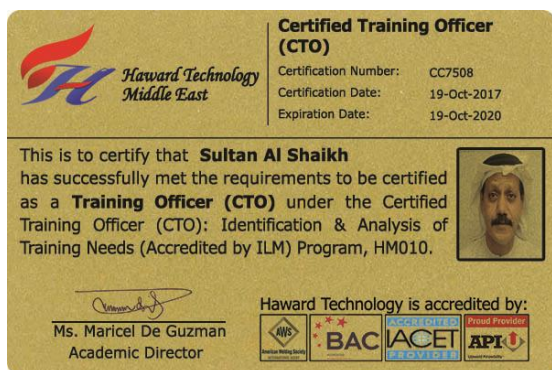 Haward Technology
Middle East
Certified Training Officer
(CTO)
Certification Number: CC7508
Certification Date: 19-Oct-2017
Expiration Date: 19-Oct-2020
This is to certify that Sultan Al Shaikh
has successfully met the requirements to be certified
as a Training Officer (CTO) under the Certified
Training Officer (CTO): Identification & Analysis of
Training Needs (Accredited by ILM) Program, HM010.
Ms. Maricel De Guzman
Academic Director
Haward Technology is accredited by:
AWS
American Welding Society
BAC
ACCREDITED
IACET
PROVIDER
Proud Provider
API